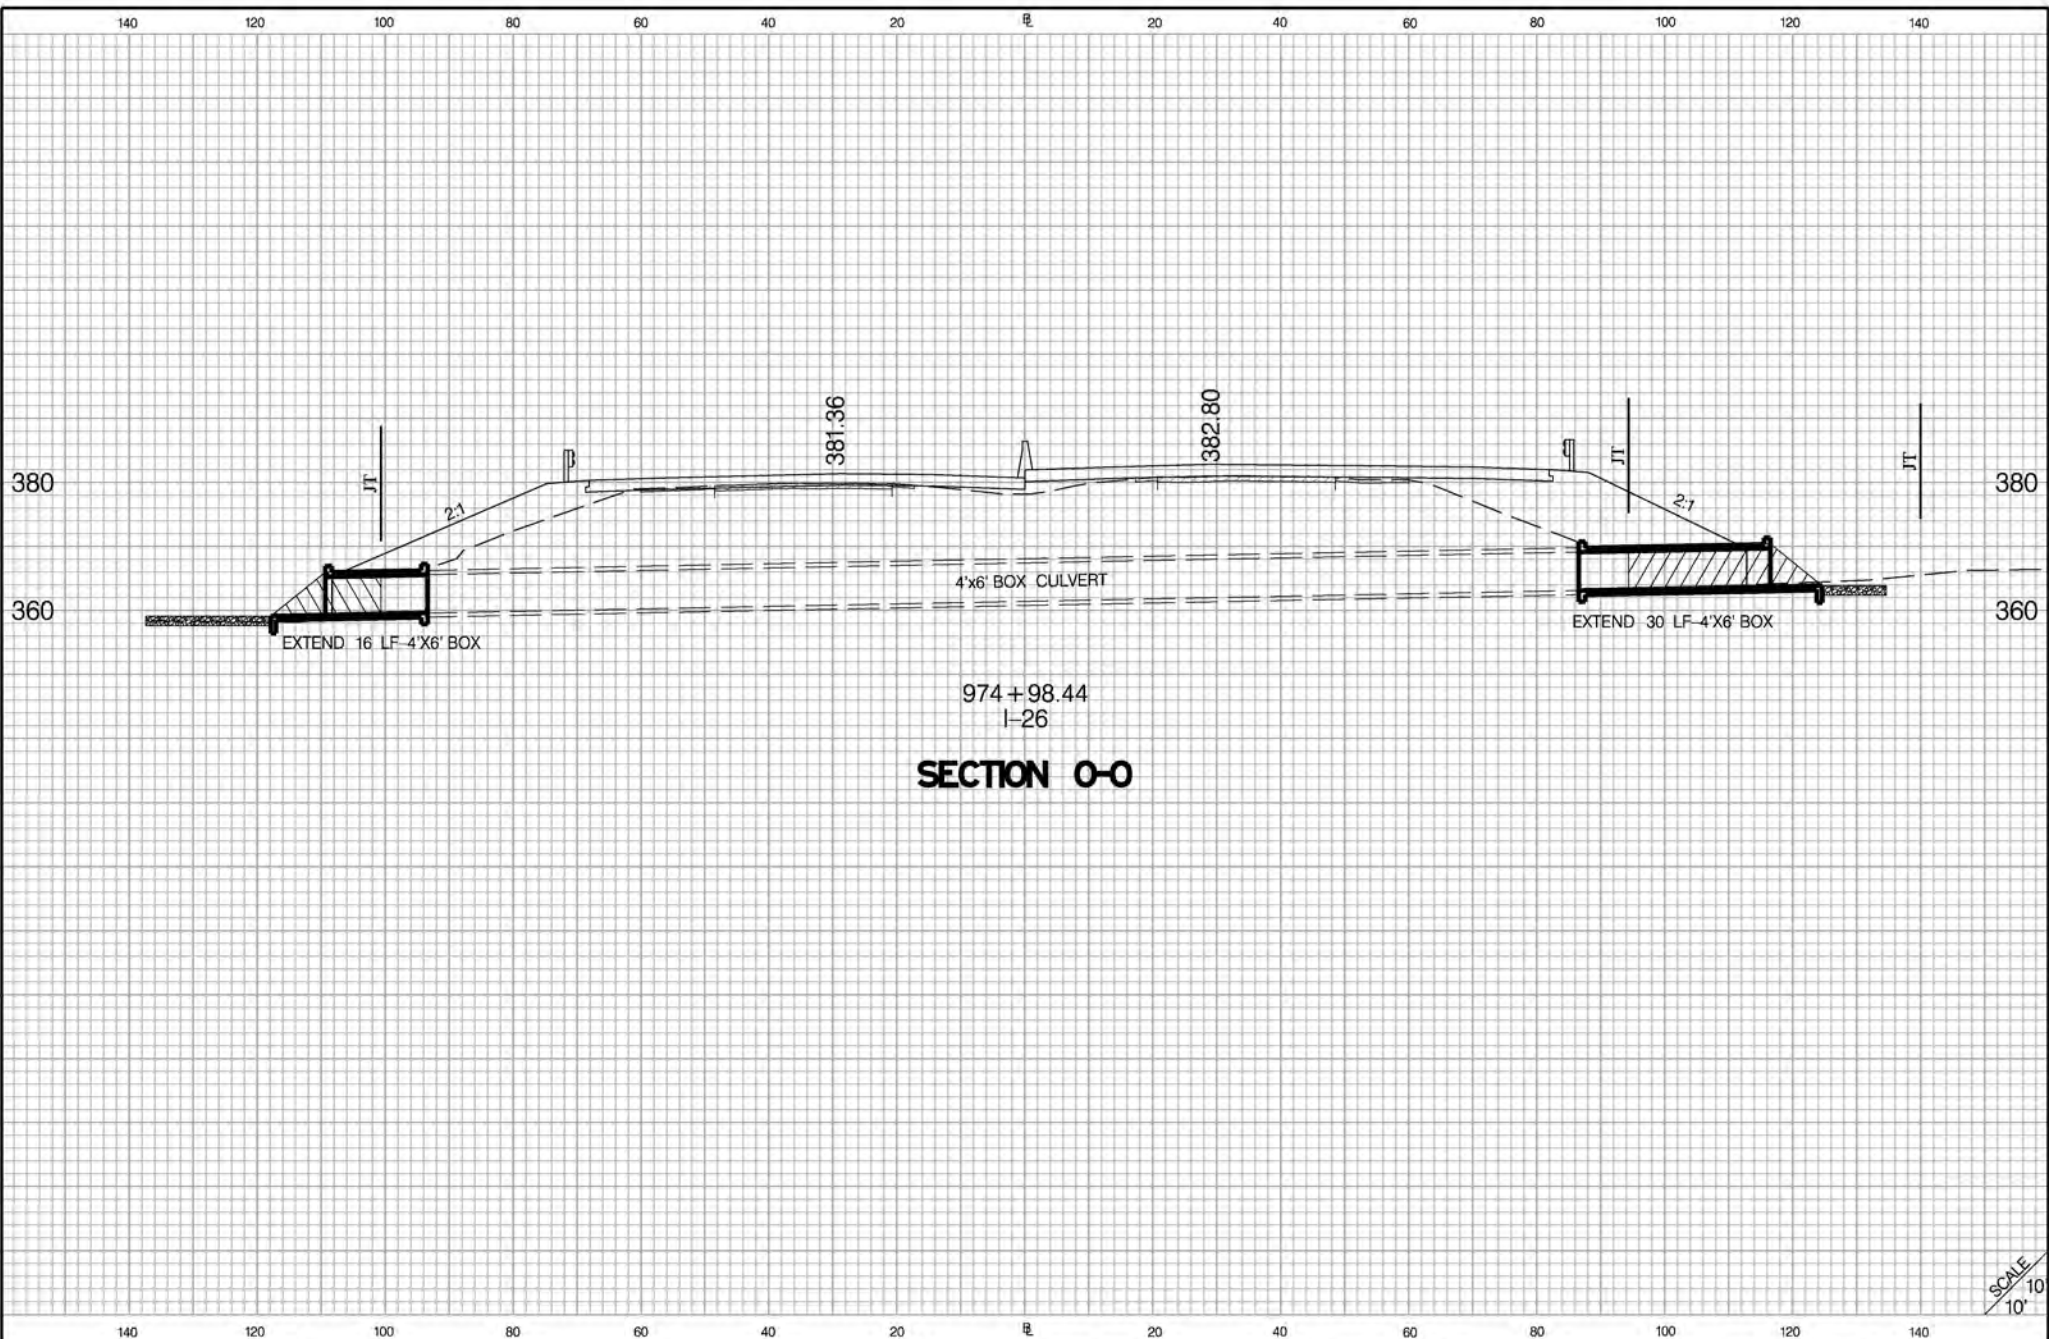 140 120 100 80 60 40 20 ℄ 20 40 60 80 100 120 140
381.36
382.80
JT
JT
JT
380
380
2:1
2:1
4'x6' BOX CULVERT
360
360
EXTEND 16 LF-4'X6' BOX
EXTEND 30 LF-4'X6' BOX
974+98.44
I-26
SECTION O-O
SCALE 10'
10'
140 120 100 80 60 40 20 ℄ 20 40 60 80 100 120 140